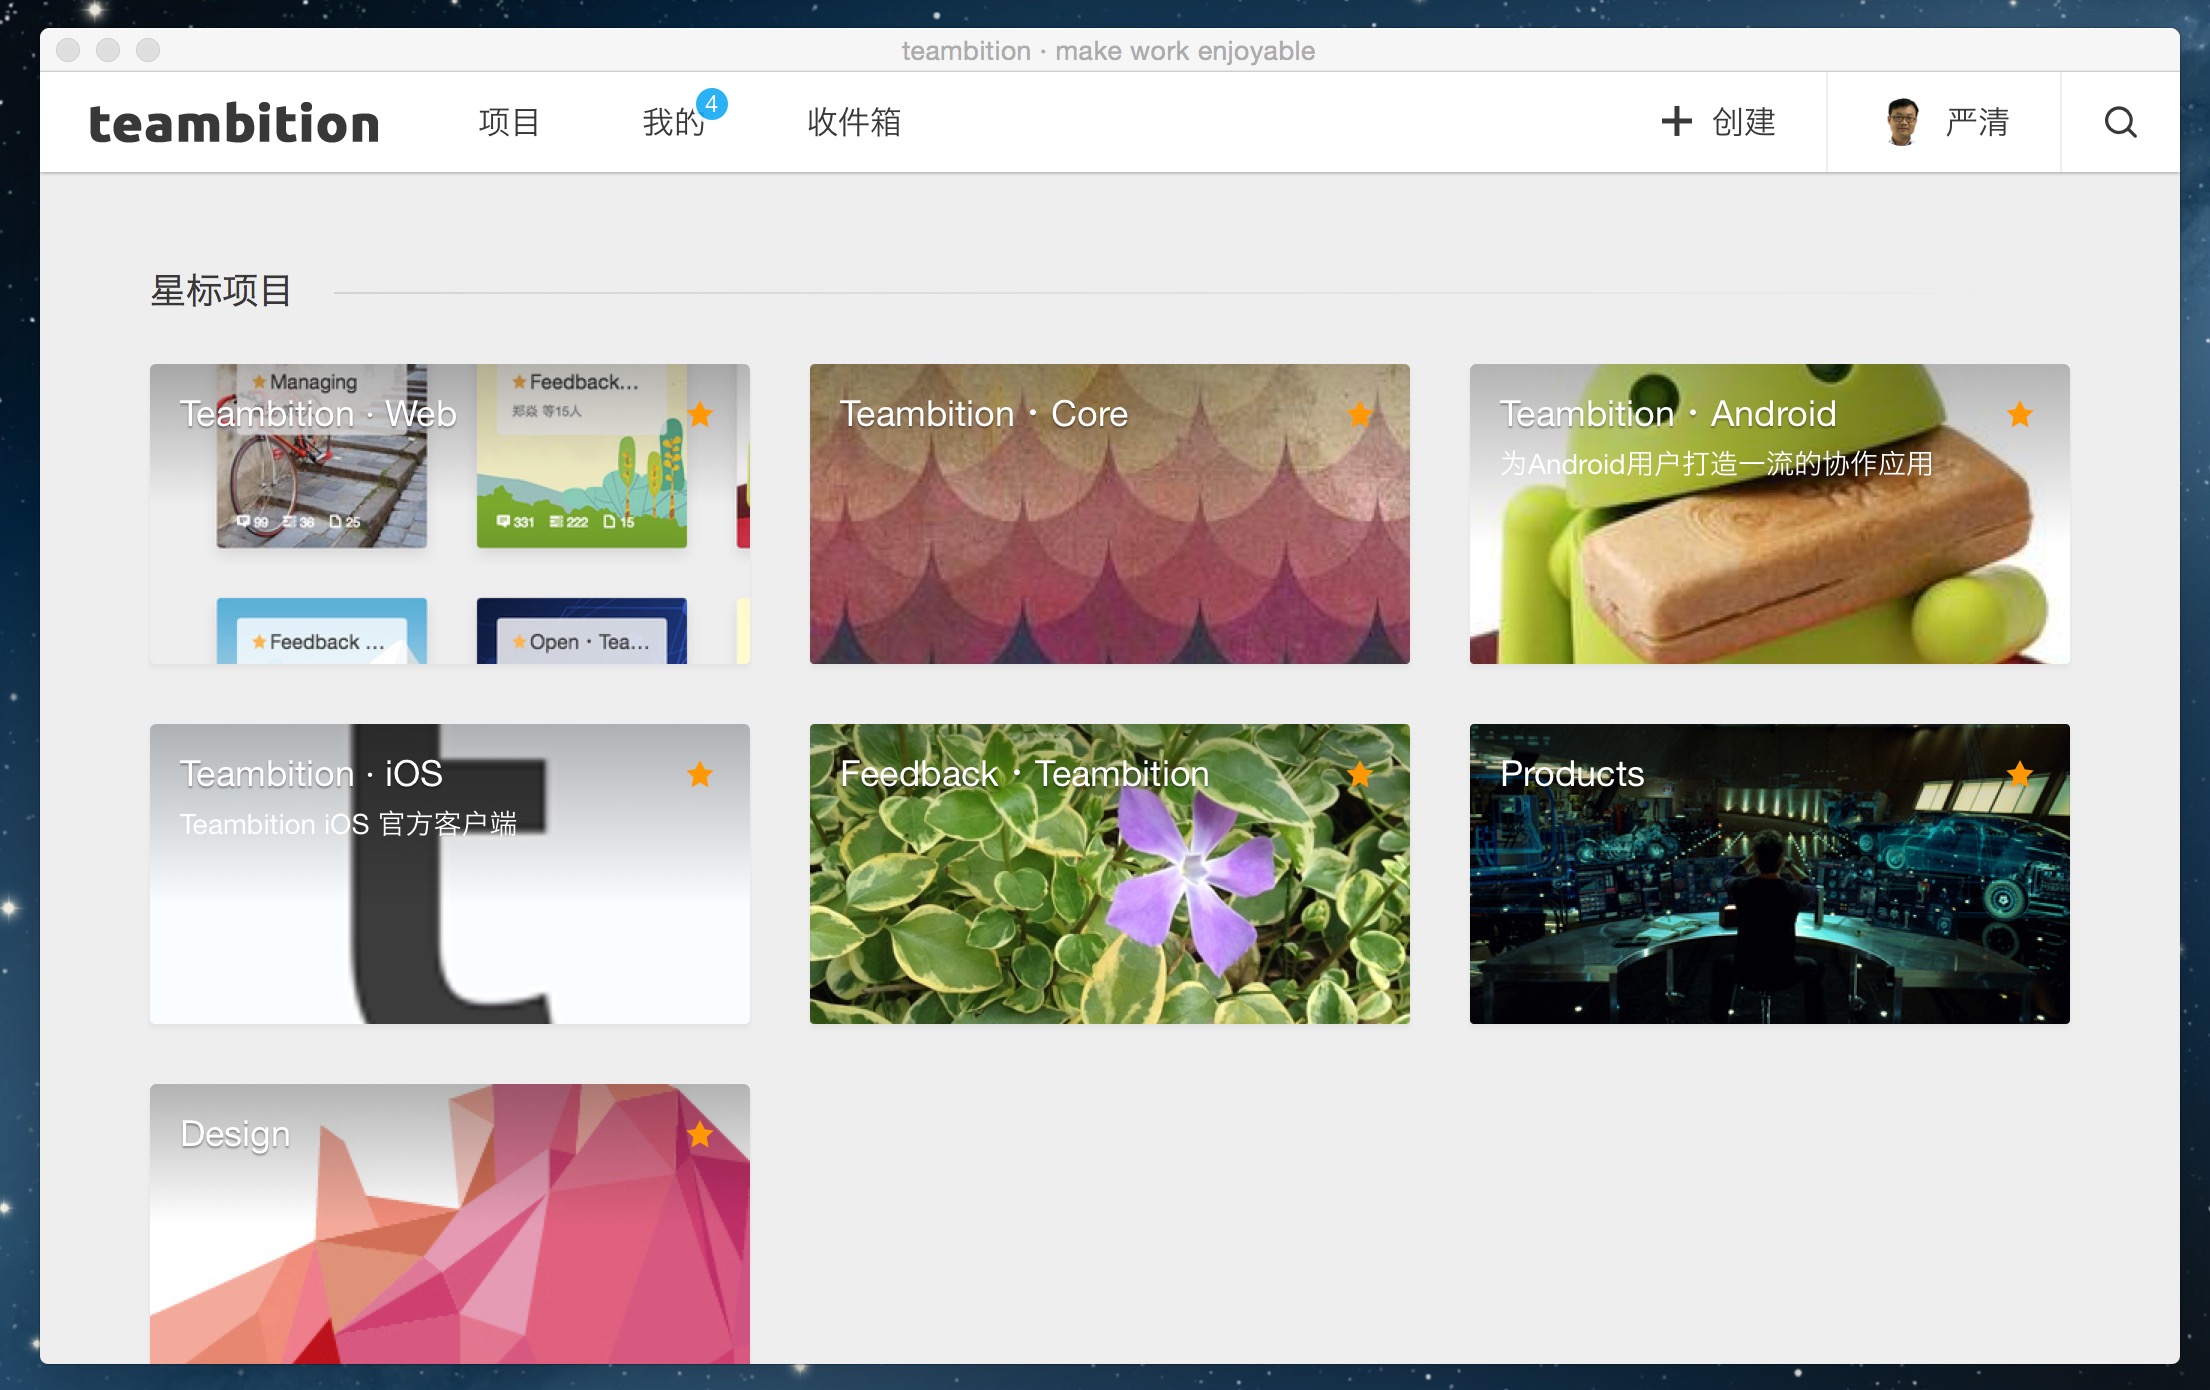 teambition · make work enjoyable
teambition
项目
我的
4
收件箱
创建
严清
星标项目
Managing
Feedback...
郑焱 等15人
Teambition · Web
99 36 25
331 222 15
Feedback ...
Open · Tea...
Teambition · Core
Teambition · Android
为Android用户打造一流的协作应用
Teambition · iOS
Teambition iOS 官方客户端
t
Feedback · Teambition
Products
Design